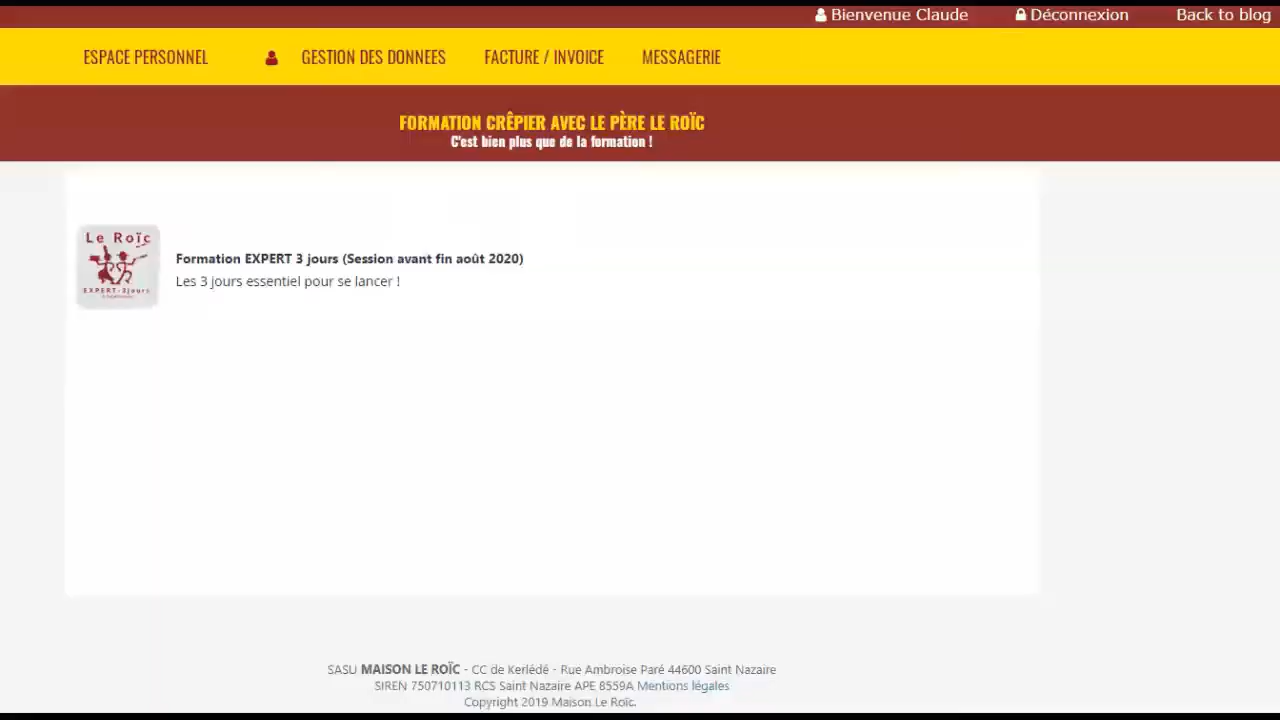 Bienvenue Claude Déconnexion Back to blog
ESPACE PERSONNEL GESTION DES DONNEES FACTURE / INVOICE MESSAGERIE
FORMATION CRÊPIER AVEC LE PÈRE LE ROÏC
C'est bien plus que de la formation !
Le Roïc
EXPERT-3jours
Formation EXPERT 3 jours (Session avant fin août 2020)
Les 3 jours essentiel pour se lancer !
SASU MAISON LE ROÏC - CC de Kerlédé - Rue Ambroise Paré 44600 Saint Nazaire
SIREN 750710113 RCS Saint Nazaire APE 8559A Mentions légales
Copyright 2019 Maison Le Roïc.